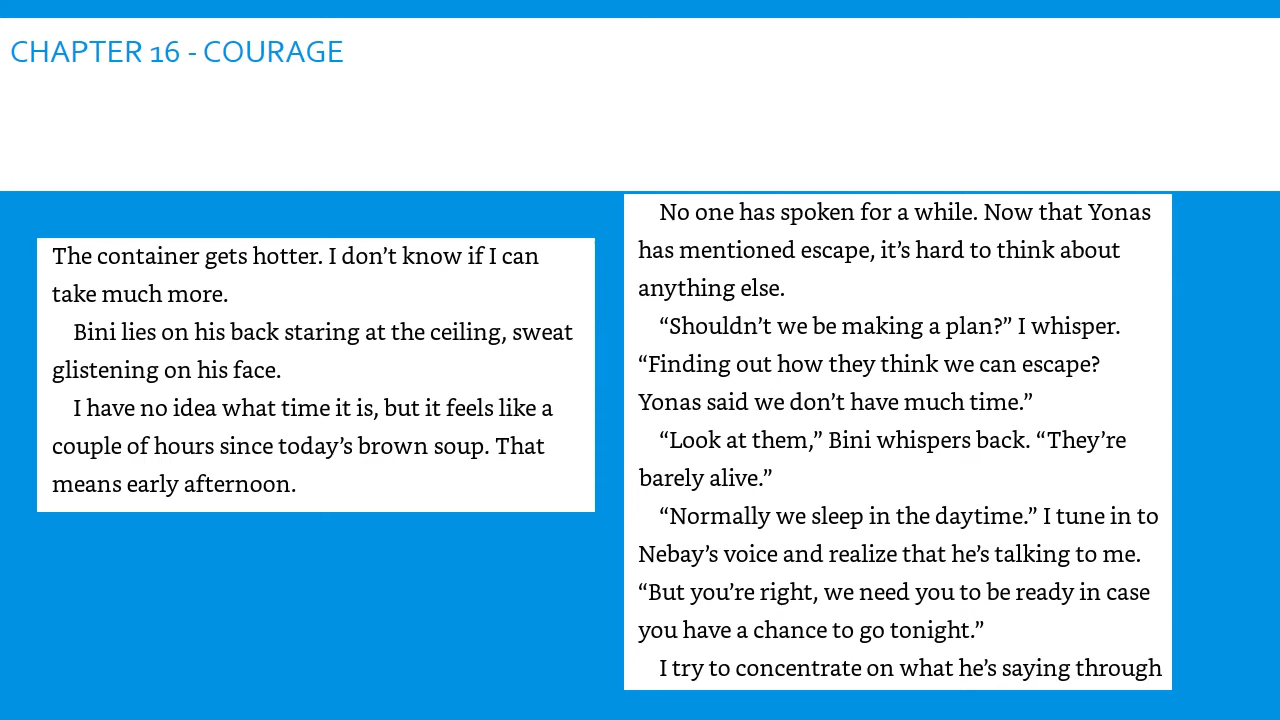 CHAPTER 16 - COURAGE
The container gets hotter. I don’t know if I can
take much more.
Bini lies on his back staring at the ceiling, sweat
glistening on his face.
I have no idea what time it is, but it feels like a
couple of hours since today’s brown soup. That
means early afternoon.
No one has spoken for a while. Now that Yonas
has mentioned escape, it’s hard to think about
anything else.
“Shouldn’t we be making a plan?” I whisper.
“Finding out how they think we can escape?
Yonas said we don’t have much time.”
“Look at them,” Bini whispers back. “They’re
barely alive.”
“Normally we sleep in the daytime.” I tune in to
Nebay’s voice and realize that he’s talking to me.
“But you’re right, we need you to be ready in case
you have a chance to go tonight.”
I try to concentrate on what he’s saying through